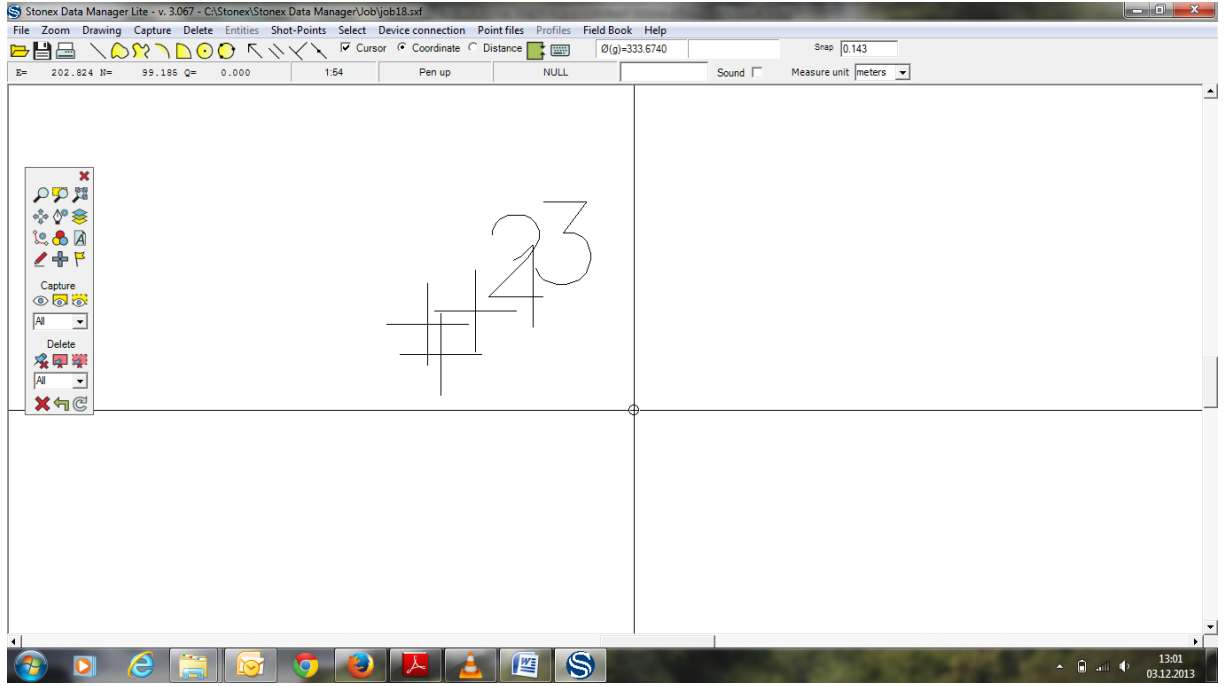 Stonex Data Manager Lite - v. 3.067 - C:\Stonex\Stonex Data Manager\Job\job18.sxf
File Zoom Drawing Capture Delete Entities Shot-Points Select Device connection Point files Profiles Field Book Help
Cursor Coordinate Distance Ø(g)=333.6740 Snap 0.143
E= 202.824 N= 99.185 Q= 0.000 1:54 Pen up NULL Sound Measure unit meters
2 3
4
Capture
All
Delete
All
13:01
03.12.2013